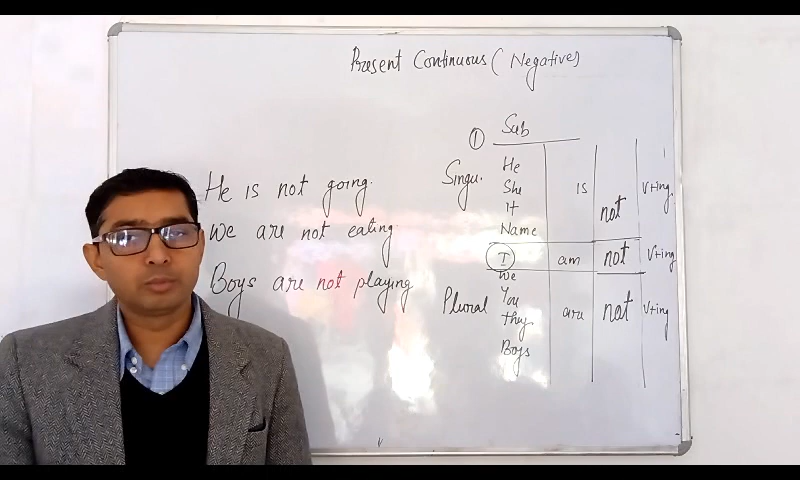 Present Continuous (Negative)
He is not going.
We are not eating
Boys are not playing
① Sub
Singu. He is not V+ing.
She
It
Name
I am not V+ing
We
Plural You are not V+ing
They
Boys